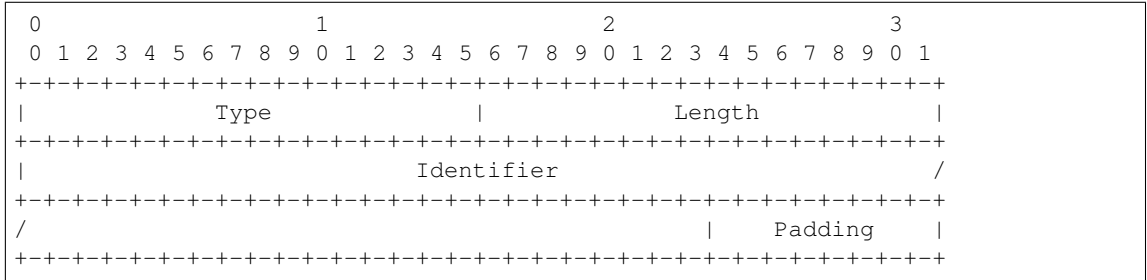 0                   1                   2                   3
 0 1 2 3 4 5 6 7 8 9 0 1 2 3 4 5 6 7 8 9 0 1 2 3 4 5 6 7 8 9 0 1
+-+-+-+-+-+-+-+-+-+-+-+-+-+-+-+-+-+-+-+-+-+-+-+-+-+-+-+-+-+-+-+-+
|             Type              |             Length            |
+-+-+-+-+-+-+-+-+-+-+-+-+-+-+-+-+-+-+-+-+-+-+-+-+-+-+-+-+-+-+-+-+
|                           Identifier                          /
+-+-+-+-+-+-+-+-+-+-+-+-+-+-+-+-+-+-+-+-+-+-+-+-+-+-+-+-+-+-+-+-+
/                                               |    Padding    |
+-+-+-+-+-+-+-+-+-+-+-+-+-+-+-+-+-+-+-+-+-+-+-+-+-+-+-+-+-+-+-+-+